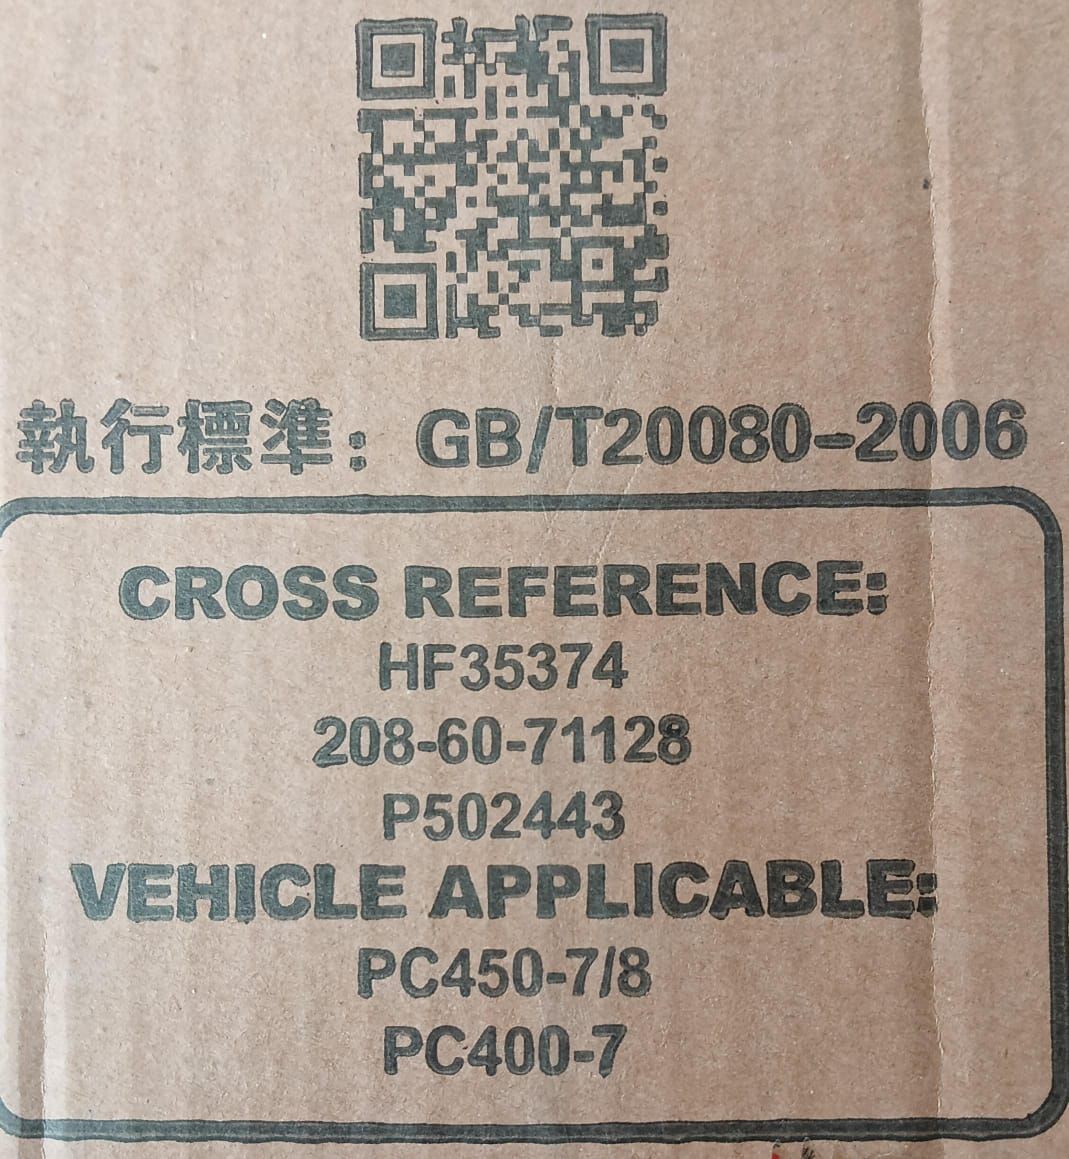 執行標準：GB/T20080-2006
CROSS REFERENCE:
HF35374
208-60-71128
P502443
VEHICLE APPLICABLE:
PC450-7/8
PC400-7